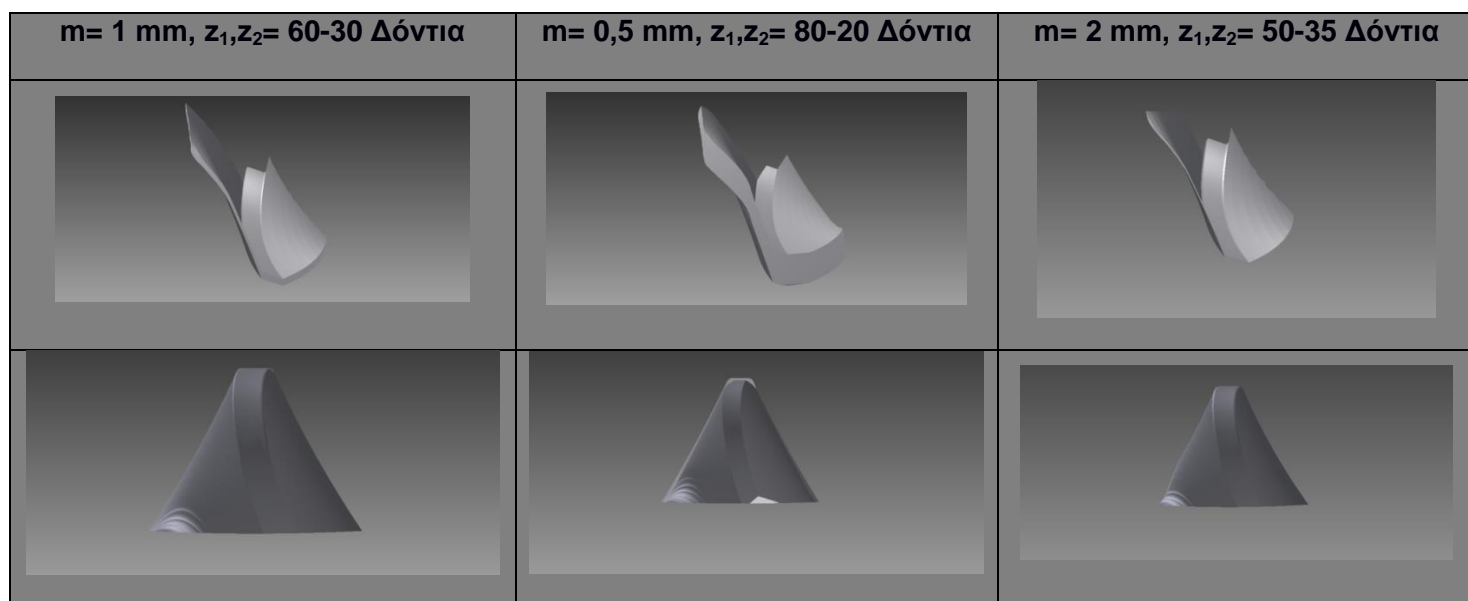 m= 1 mm, z₁,z₂= 60-30 Δόντια
m= 0,5 mm, z₁,z₂= 80-20 Δόντια
m= 2 mm, z₁,z₂= 50-35 Δόντια